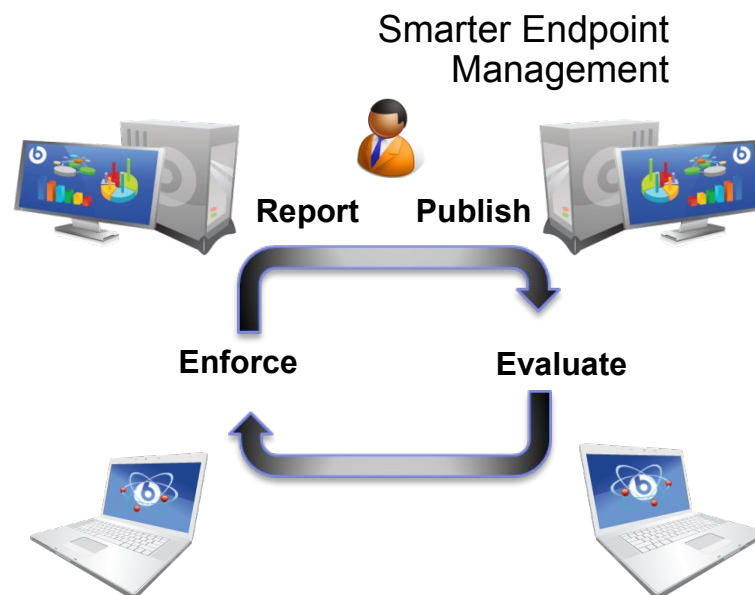 Smarter Endpoint
Management
Report Publish
Enforce Evaluate